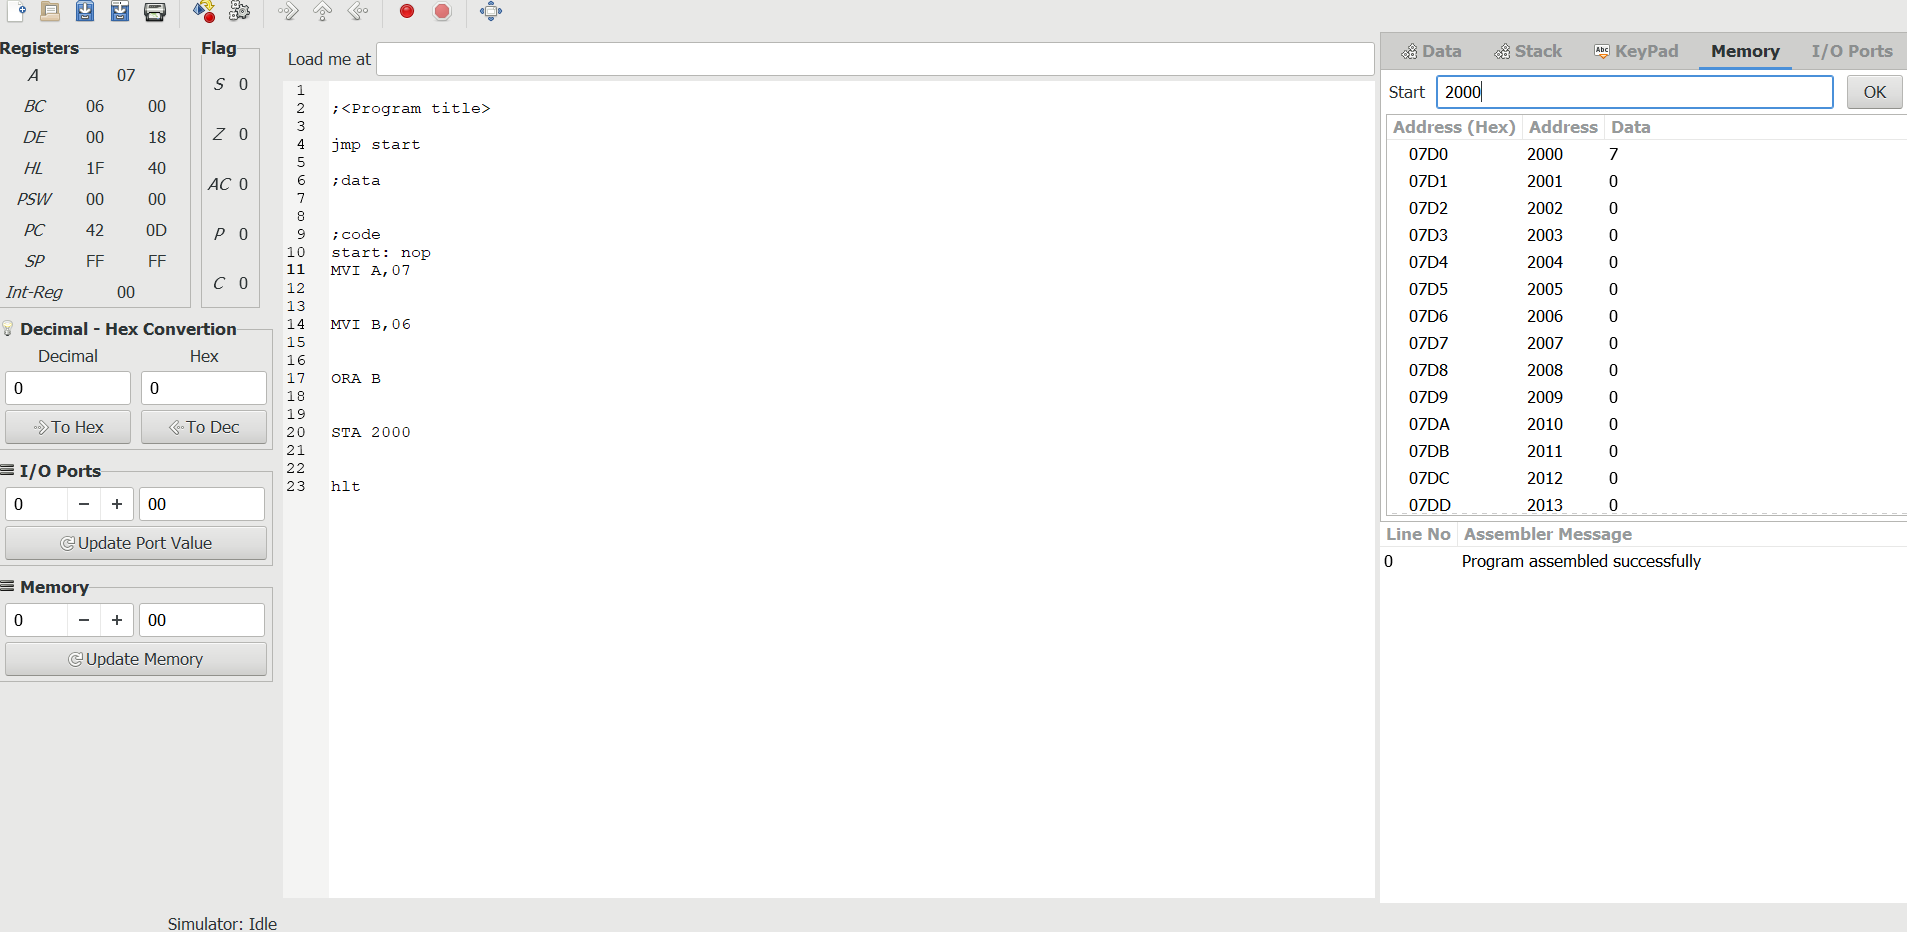 Registers
A 07
BC 06 00
DE 00 18
HL 1F 40
PSW 00 00
PC 42 0D
SP FF FF
Int-Reg 00
Flag
S 0
Z 0
AC 0
P 0
C 0
Decimal - Hex Convertion
Decimal Hex
0 0
To Hex To Dec
I/O Ports
0 − + 00
Update Port Value
Memory
0 − + 00
Update Memory
Simulator: Idle
Load me at
1
2 ;<Program title>
3
4 jmp start
5
6 ;data
7
8
9 ;code
10 start: nop
11 MVI A,07
12
13
14 MVI B,06
15
16
17 ORA B
18
19
20 STA 2000
21
22
23 hlt
Data Stack Abc KeyPad Memory I/O Ports
Start 2000 OK
Address (Hex) Address Data
07D0 2000 7
07D1 2001 0
07D2 2002 0
07D3 2003 0
07D4 2004 0
07D5 2005 0
07D6 2006 0
07D7 2007 0
07D8 2008 0
07D9 2009 0
07DA 2010 0
07DB 2011 0
07DC 2012 0
07DD 2013 0
Line No Assembler Message
0 Program assembled successfully